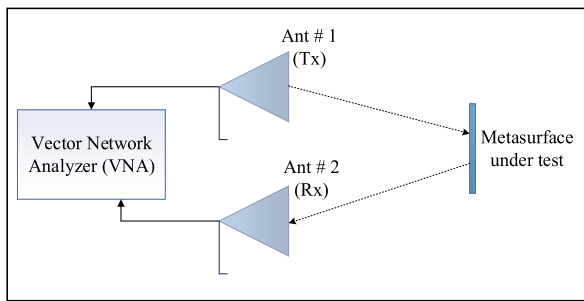 Ant # 1
(Tx)
Vector Network
Analyzer (VNA)
Metasurface
under test
Ant # 2
(Rx)